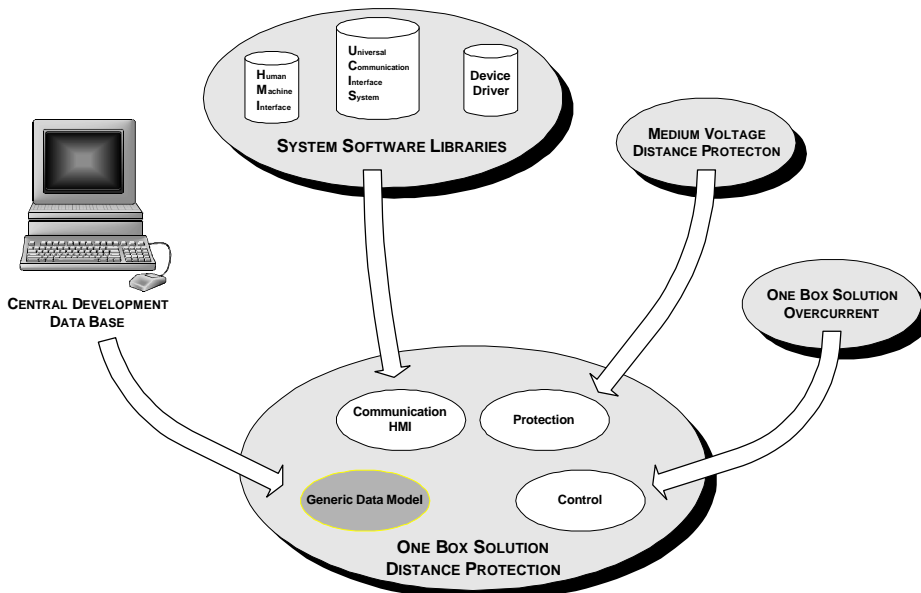 Human
Machine
Interface
Universal
Communication
Interface
System
Device
Driver
SYSTEM SOFTWARE LIBRARIES
MEDIUM VOLTAGE
DISTANCE PROTECTON
CENTRAL DEVELOPMENT
DATA BASE
ONE BOX SOLUTION
OVERCURRENT
Communication
HMI
Protection
Generic Data Model
Control
ONE BOX SOLUTION
DISTANCE PROTECTION